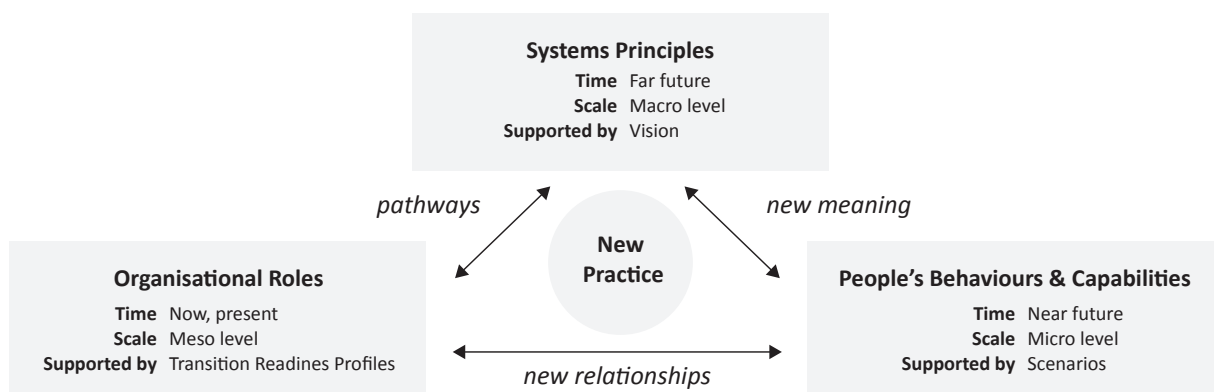 Systems Principles
Time Far future
Scale Macro level
Supported by Vision
pathways
new meaning
New
Practice
Organisational Roles
Time Now, present
Scale Meso level
Supported by Transition Readines Profiles
People's Behaviours & Capabilities
Time Near future
Scale Micro level
Supported by Scenarios
new relationships